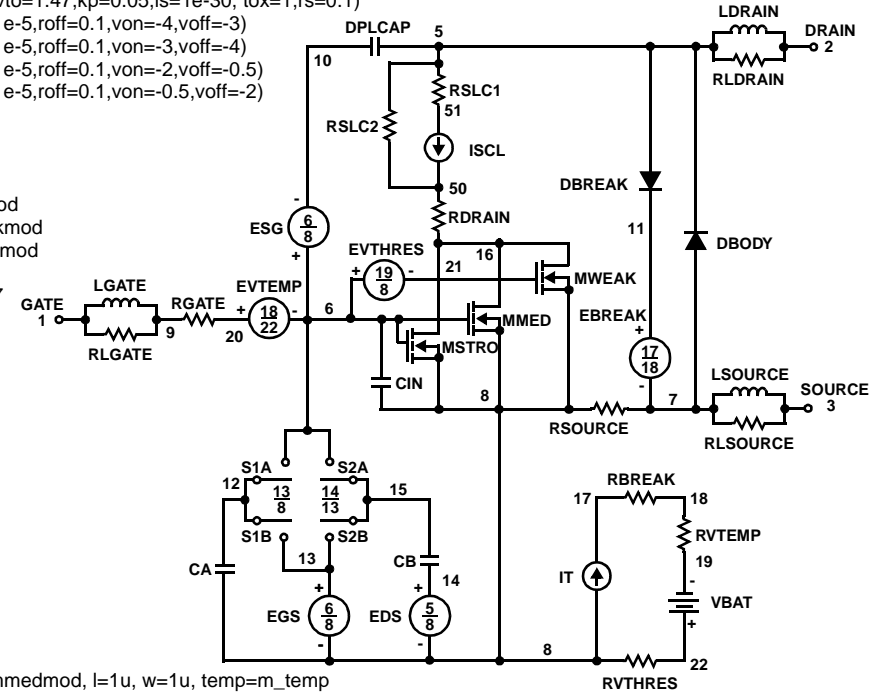 vto=1.47,kp=0.05,is=1e-30, tox=1,rs=0.1)
e-5,roff=0.1,von=-4,voff=-3)
e-5,roff=0.1,von=-3,voff=-4)
e-5,roff=0.1,von=-2,voff=-0.5)
e-5,roff=0.1,von=-0.5,voff=-2)
LDRAIN
DPLCAP
5
DRAIN
2
10
RLDRAIN
RSLC1
51
RSLC2
ISCL
50
DBREAK
od
kmod
mod
RDRAIN
11
DBODY
ESG
6
8
-
+
EVTHRES
16
21
+
19
8
-
MWEAK
LGATE
EVTEMP
GATE
1
RGATE
+
18
22
-
6
MMED
EBREAK
+
9
20
RLGATE
MSTRO
17
18
-
LSOURCE
CIN
8
7
SOURCE
3
RSOURCE
RLSOURCE
S1A
S2A
12
13
8
14
13
15
S1B
S2B
RBREAK
17
18
RVTEMP
13
CA
CB
14
19
IT
-
VBAT
+
+
EGS
6
8
-
+
EDS
5
8
-
8
22
RVTHRES
nmedmod, l=1u, w=1u, temp=m_temp